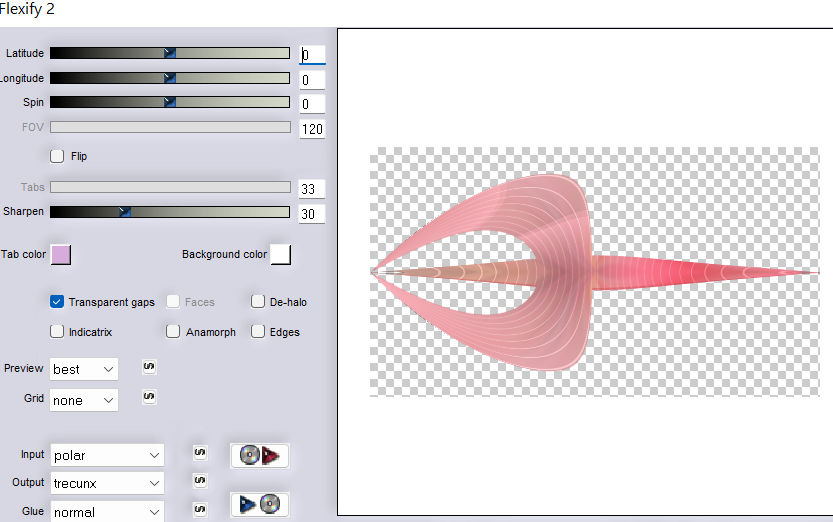 Flexify 2
Latitude 0
Longitude 0
Spin 0
FOV 120
Flip
Tabs 33
Sharpen 30
Tab color Background color
Transparent gaps Faces De-halo
Indicatrix Anamorph Edges
Preview best
Grid none
Input polar
Output trecunx
Glue normal